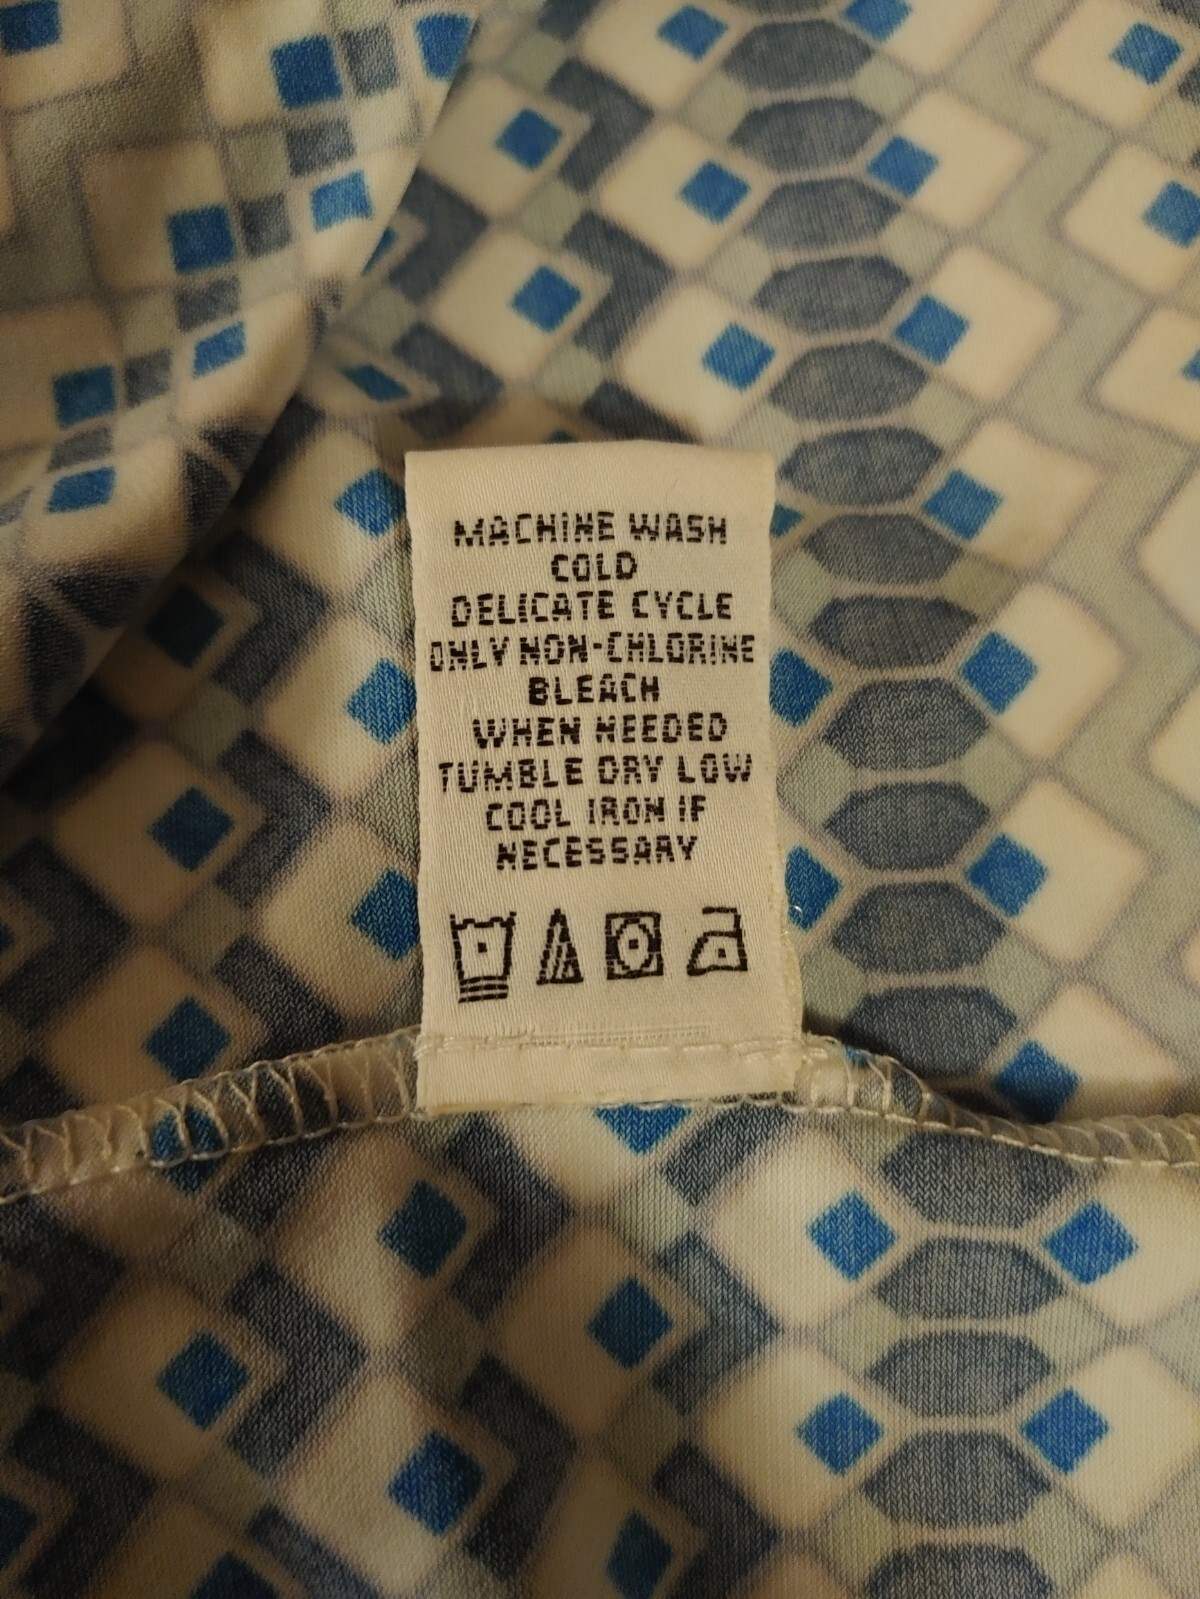 MACHINE WASH
COLD
DELICATE CYCLE
ONLY NON-CHLORINE
BLEACH
WHEN NEEDED
TUMBLE DRY LOW
COOL IRON IF
NECESSARY